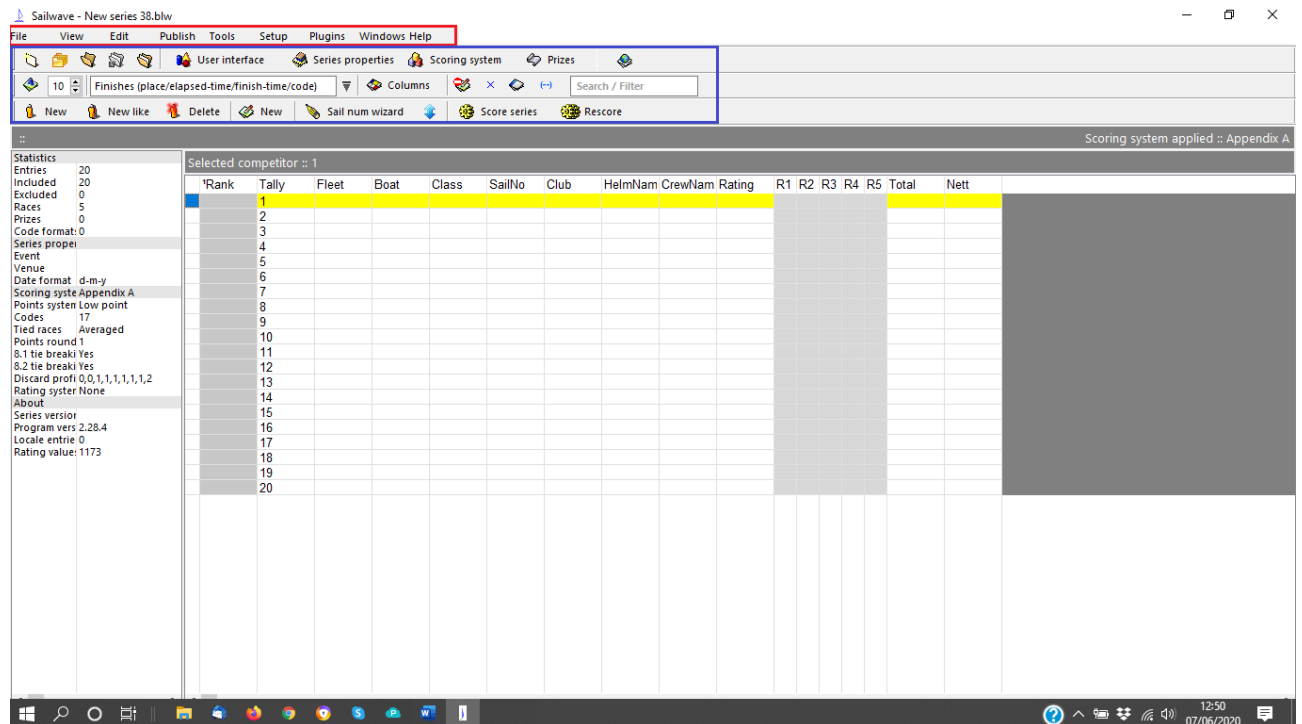 Sailwave - New series 38.blw
File View Edit Publish Tools Setup Plugins Windows Help
User interface Series properties Scoring system Prizes
10 Finishes (place/elapsed-time/finish-time/code) Columns Search / Filter
New New like Delete New Sail num wizard Score series Rescore
:: Scoring system applied :: Appendix A
Statistics
Entries 20
Included 20
Excluded 0
Races 5
Prizes 0
Code format: 0
Series proper
Event
Venue
Date format d-m-y
Scoring syste Appendix A
Points system Low point
Codes 17
Tied races Averaged
Points round 1
8.1 tie breaki Yes
8.2 tie breaki Yes
Discard profi 0,0,1,1,1,1,1,1,2
Rating syster None
About
Series version
Program vers 2.28.4
Locale entrie 0
Rating value: 1173
Selected competitor :: 1
Rank Tally Fleet Boat Class SailNo Club HelmNam CrewNam Rating R1 R2 R3 R4 R5 Total Nett
1
2
3
4
5
6
7
8
9
10
11
12
13
14
15
16
17
18
19
20
12:50
07/06/2020